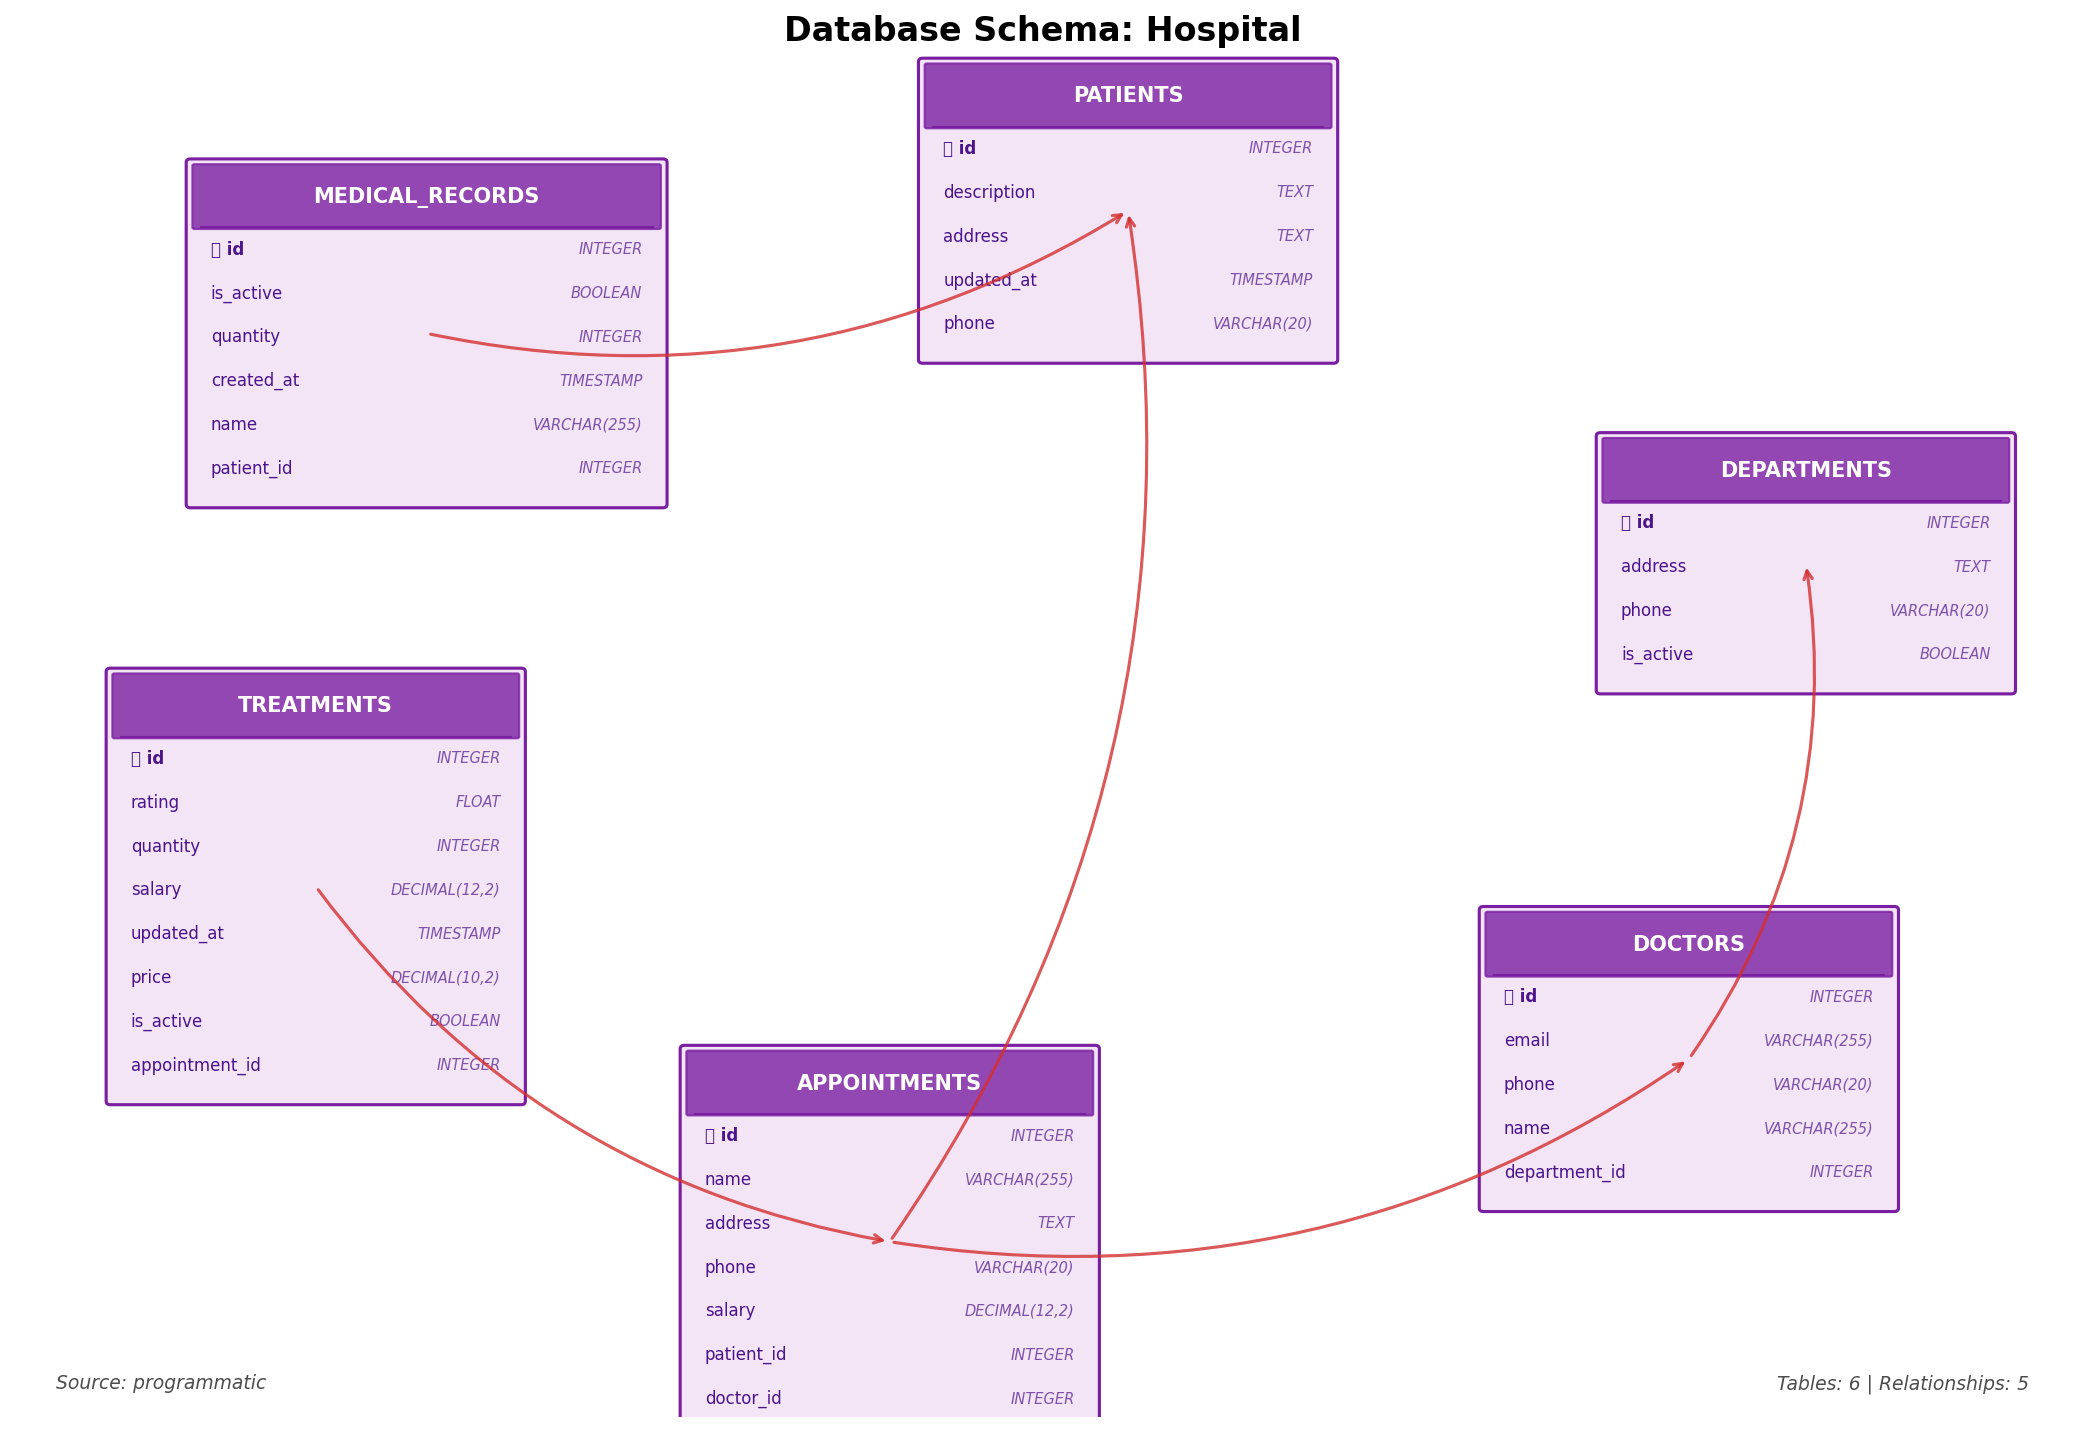 Database Schema: Hospital
PATIENTS
id INTEGER
description TEXT
address TEXT
updated_at TIMESTAMP
phone VARCHAR(20)
MEDICAL_RECORDS
id INTEGER
is_active BOOLEAN
quantity INTEGER
created_at TIMESTAMP
name VARCHAR(255)
patient_id INTEGER
DEPARTMENTS
id INTEGER
address TEXT
phone VARCHAR(20)
is_active BOOLEAN
TREATMENTS
id INTEGER
rating FLOAT
quantity INTEGER
salary DECIMAL(12,2)
updated_at TIMESTAMP
price DECIMAL(10,2)
is_active BOOLEAN
appointment_id INTEGER
DOCTORS
id INTEGER
email VARCHAR(255)
phone VARCHAR(20)
name VARCHAR(255)
department_id INTEGER
APPOINTMENTS
id INTEGER
name VARCHAR(255)
address TEXT
phone VARCHAR(20)
salary DECIMAL(12,2)
patient_id INTEGER
doctor_id INTEGER
Source: programmatic
Tables: 6 | Relationships: 5